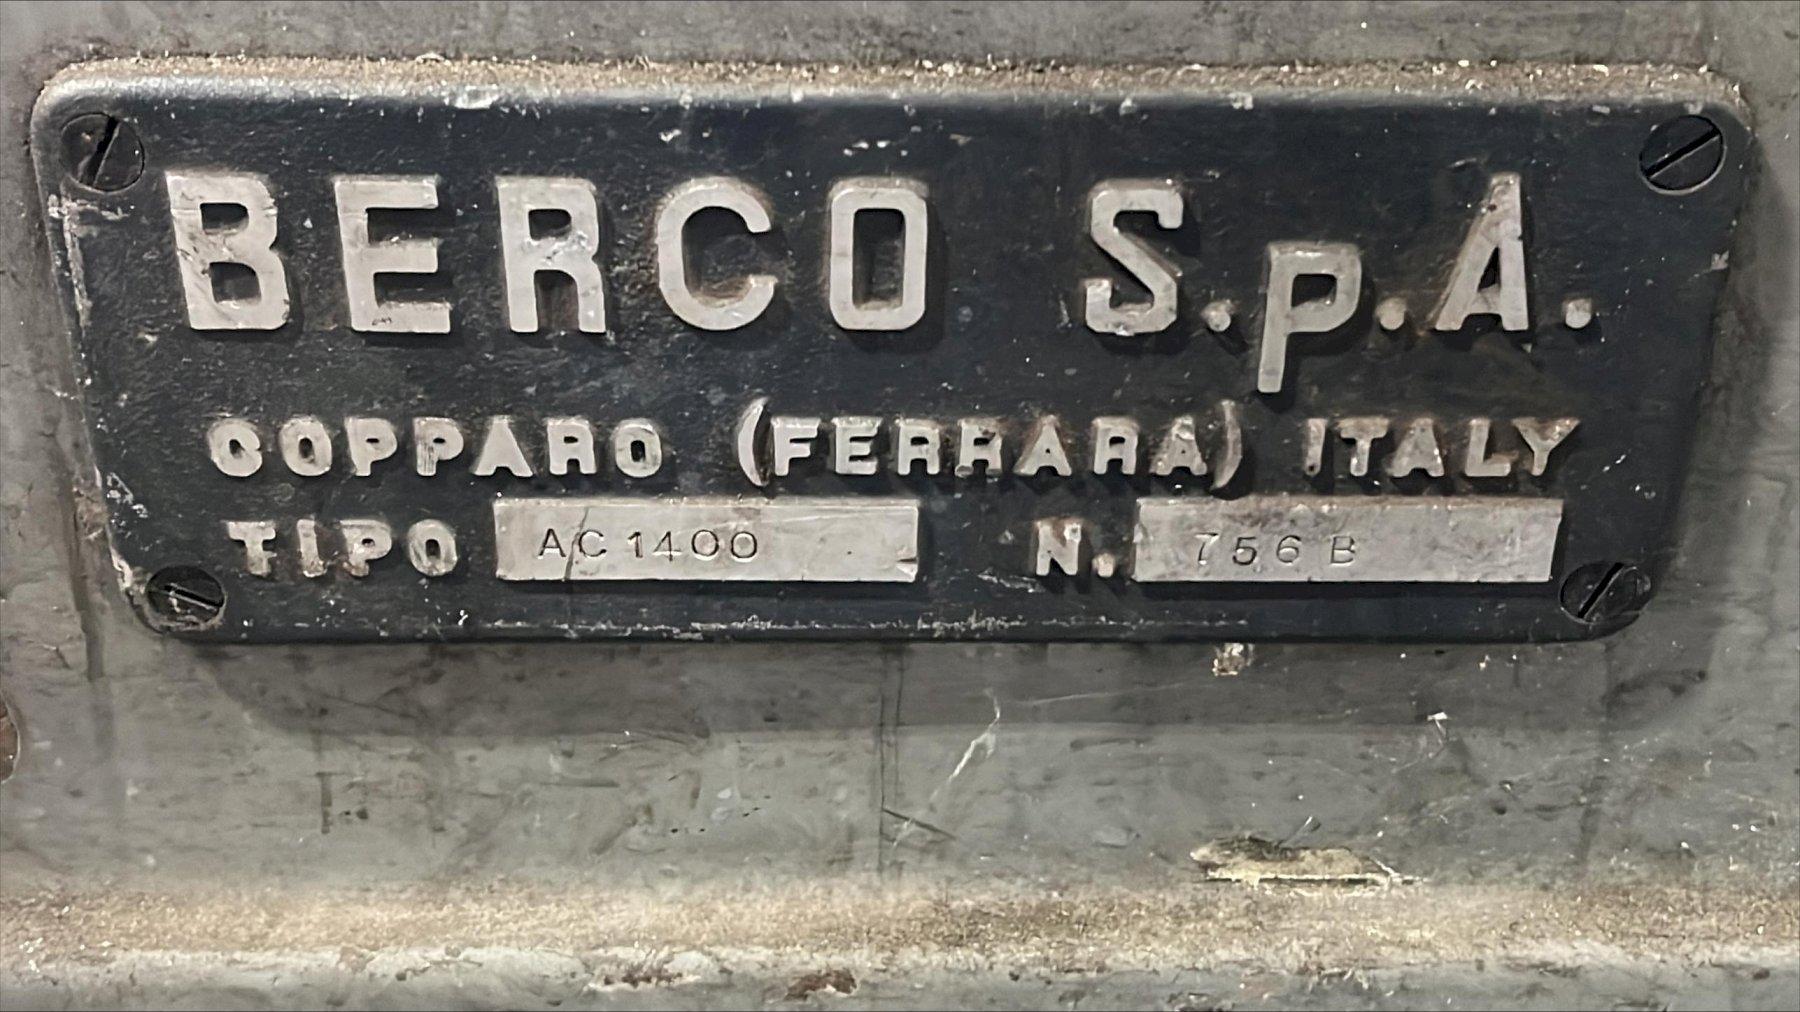 BERCO S.p.A.
COPPARO (FERRARA) ITALY
TIPO AC 1400 N. 756 B